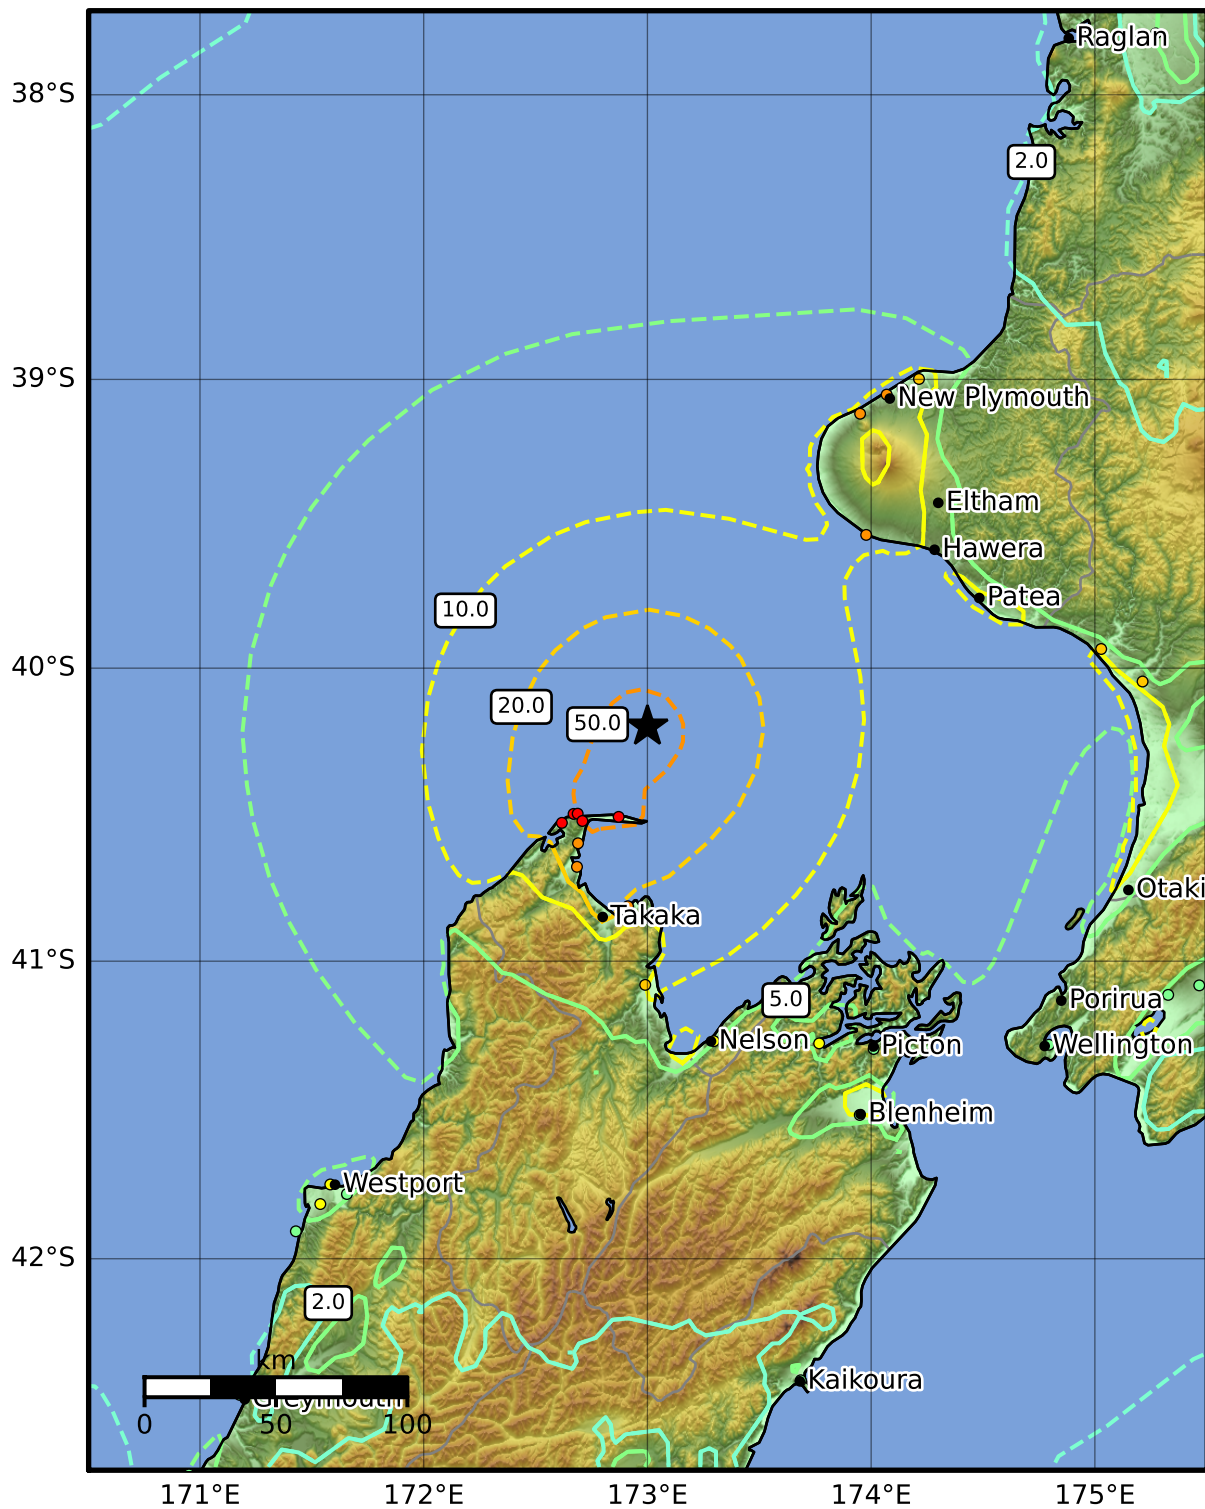 Raglan
38°S
2.0
39°S
New Plymouth
Eltham
Hawera
Patea
10.0
40°S
20.0
50.0
Otaki
Takaka
41°S
5.0
Porirua
Nelson
Picton
Wellington
Blenheim
Westport
42°S
2.0
km
Kaikoura
Greymouth
0 50 100
171°E 172°E 173°E 174°E 175°E